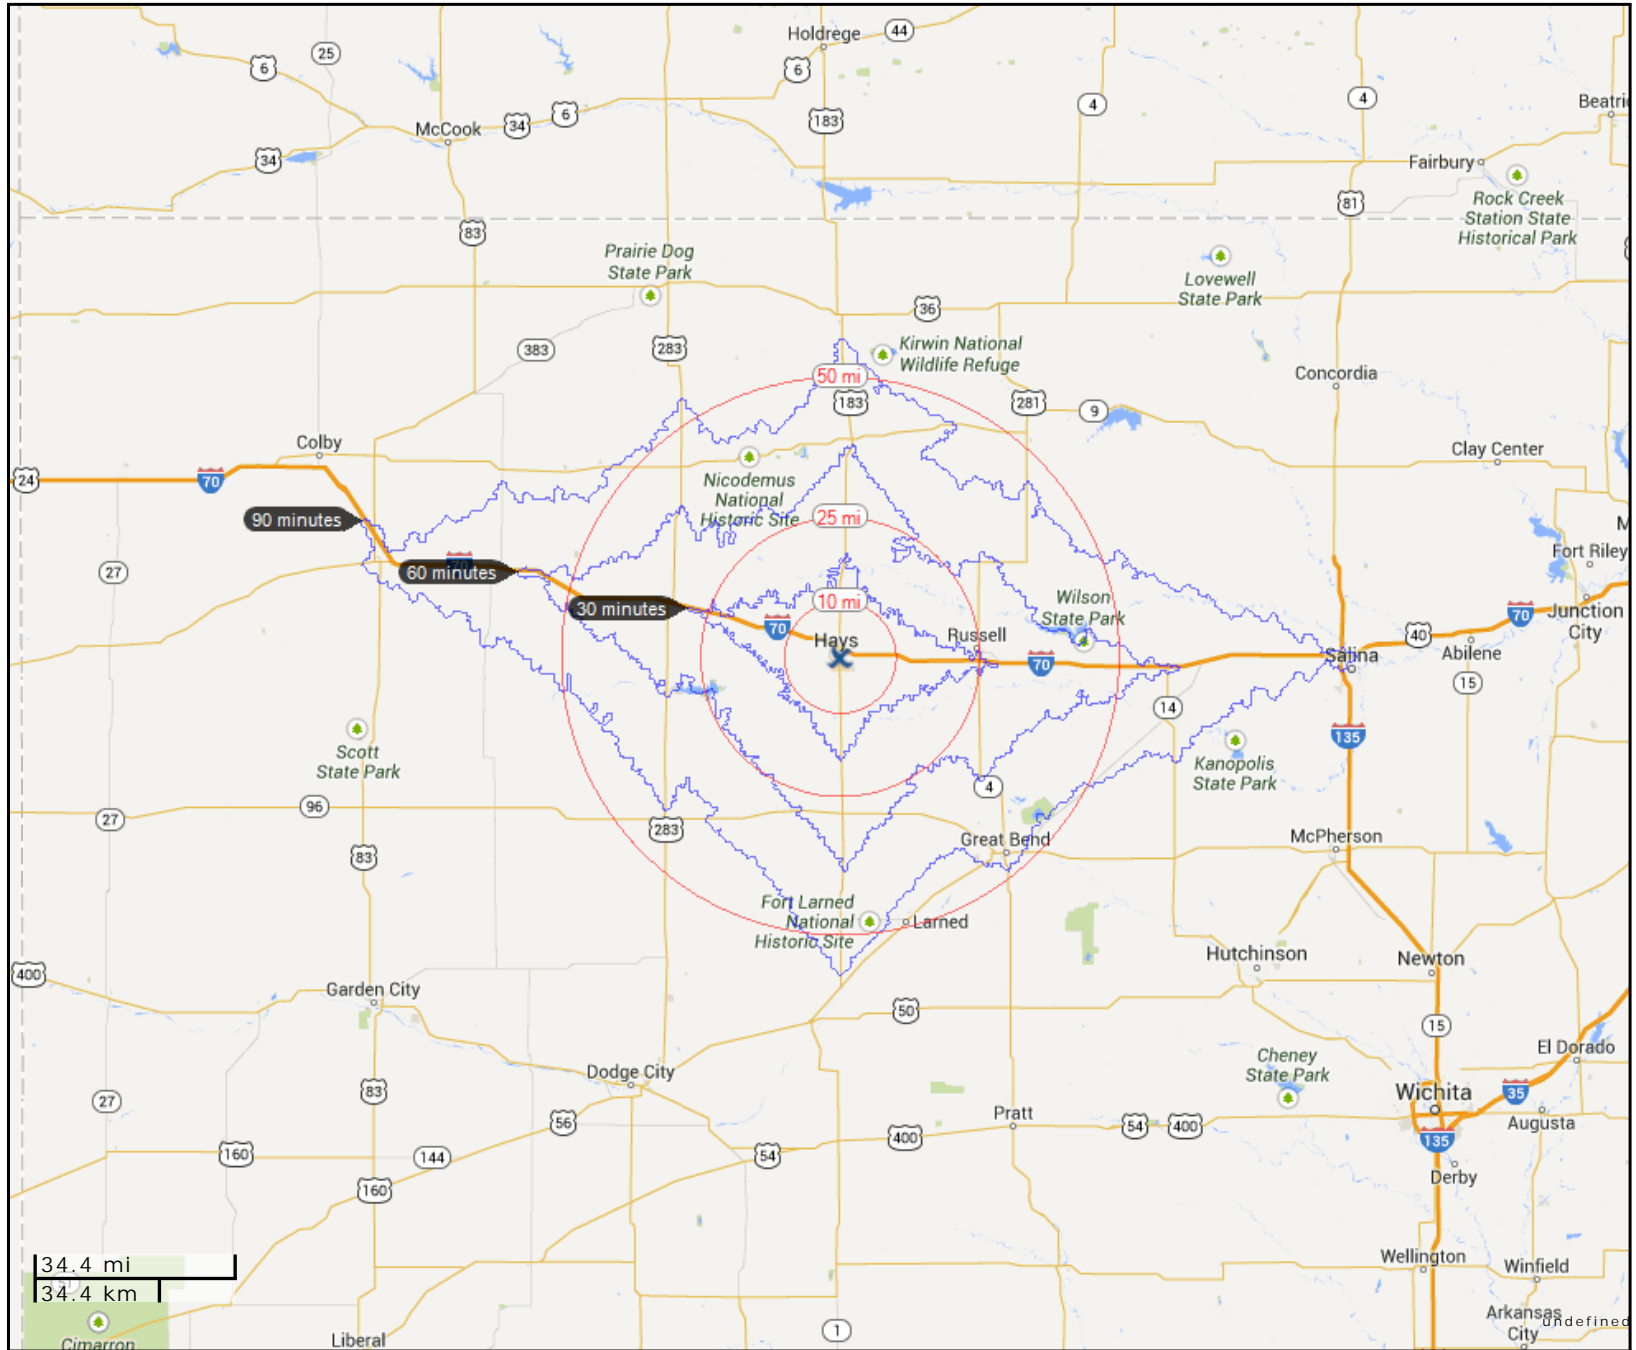 Holdrege
44
25
6
6
183
34
6
McCook
34
4
4
Beatri
Fairbury
Rock Creek
Station State
Historical Park
81
83
Prairie Dog
State Park
Lovewell
State Park
36
383
283
Kirwin National
Wildlife Refuge
50 mi
183
281
9
Concordia
Colby
24
70
Clay Center
Nicodemus
National
Historic Site
25 mi
90 minutes
M
Fort Riley
27
70
60 minutes
30 minutes
10 mi
70
Hays
Russell
Wilson
State Park
70
70
Junction
City
40
Salina
Abilene
15
14
Scott
State Park
135
Kanopolis
State Park
4
96
27
283
83
Great Bend
McPherson
Fort Larned
National
Historic Site
Larned
Hutchinson
Newton
400
Garden City
50
15
El Dorado
Dodge City
Cheney
State Park
83
27
Wichita
35
Augusta
56
Pratt
54
400
400
135
160
144
54
Derby
160
Wellington
Winfield
34.4 mi
34.4 km
51
Cimarron
Liberal
1
Arkansas
City
undefined